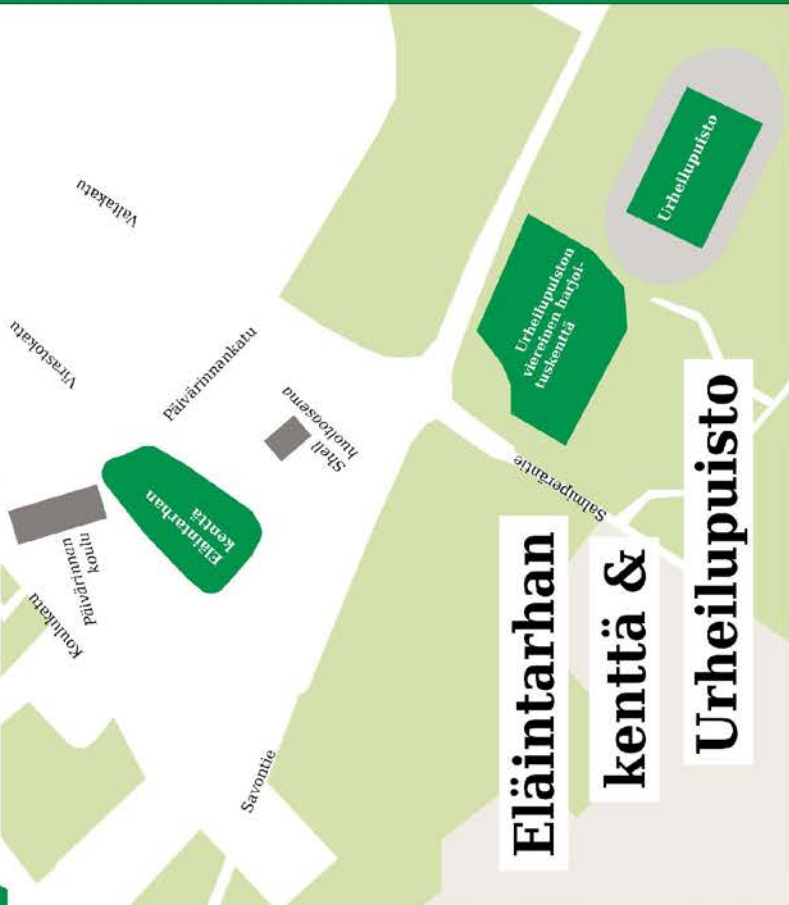 Eläintarhan
kenttä &
Urheilupuisto
Valtakatu
Virastokatu
Päivärinnankatu
Shell
huoltoasema
Päivärinnan
koulu
Koulukatu
Eläintarhan
kenttä
Savontie
Salmiperäntie
Urheilupuiston
viereinen harjoi-
tuskenttä
Urheilupuisto